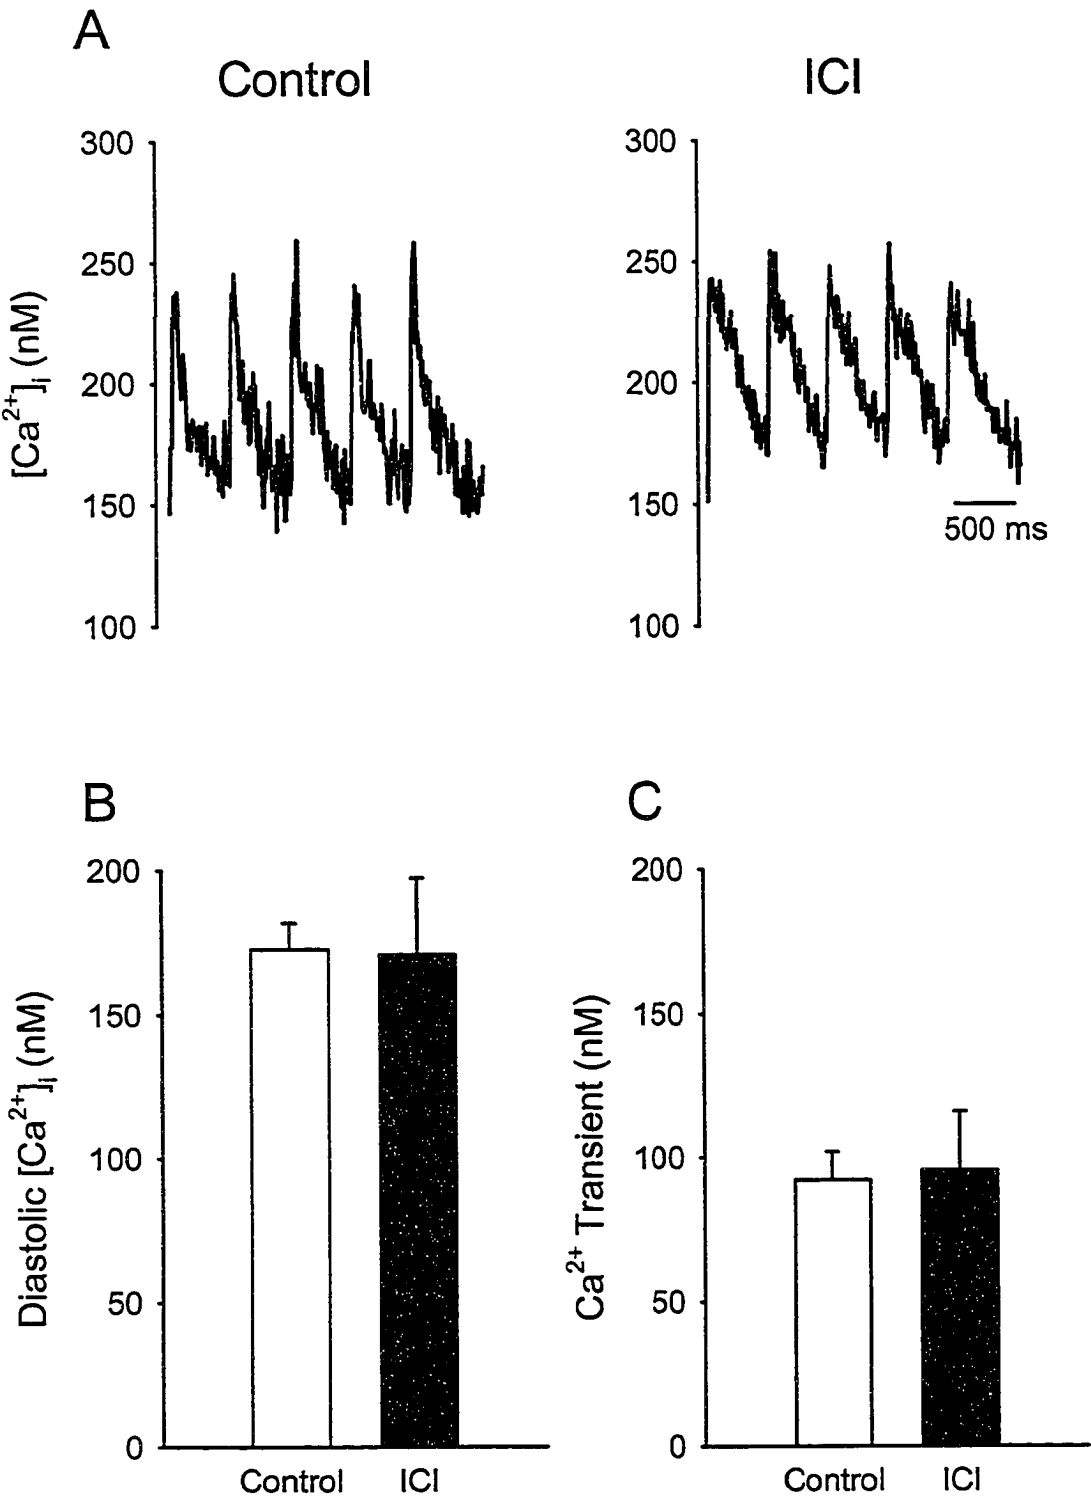 A
Control
ICI
300
250
200
150
100
[Ca2+]i (nM)
300
250
200
150
100
500 ms
B
C
200
150
100
50
0
Diastolic [Ca2+]i (nM)
Control
ICI
200
150
100
50
0
Ca2+ Transient (nM)
Control
ICI